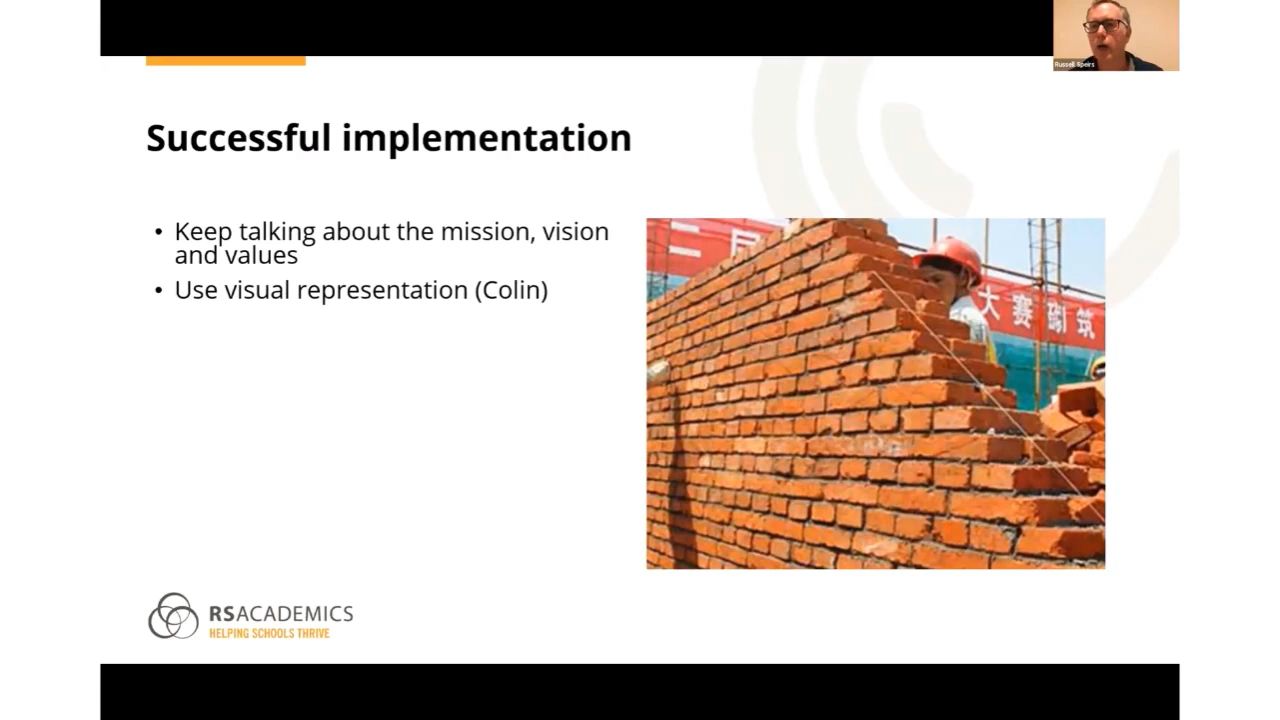 Russell Speirs
Successful implementation
• Keep talking about the mission, vision
and values
• Use visual representation (Colin)
大赛 砌筑
RSACADEMICS
HELPING SCHOOLS THRIVE